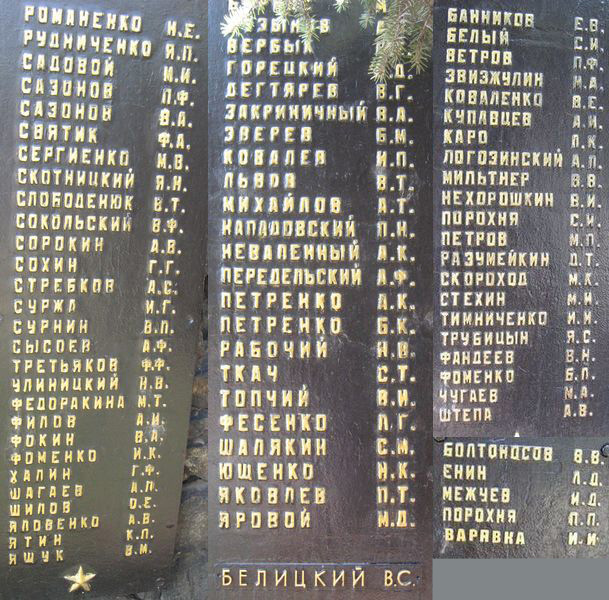 РОМАНЕНКО Н.Е.
РУДНИЧЕНКО Я.П.
САДОВОЙ М.И.
САЗОНОВ П.Ф.
САЗОНОВ В.А.
СВЯТИК Ф.А.
СЕРГИЕНКО М.В.
СКОТНИЦКИЙ Я.Н.
СЛОБОДЕНЮК В.Т.
СОКОЛЬСКИЙ В.Ф.
СОРОКИН А.В.
СОХИН Г.Г.
СТРЕБКОВ А.С.
СУРЖА И.Г.
СУРНИН В.П.
СЫСОЕВ А.Ф.
ТРЕТЬЯКОВ Ф.Ф.
УЛИНИЦКИЙ Н.В.
ФЕДОРАКИНА М.Т.
ФИЛОВ А.И.
ФОКИН В.А.
ФОМЕНКО И.К.
ХАЛИН Г.Ф.
ШАГАЕВ А.П.
ШИЛОВ О.Е.
ЯЛОВЕНКО А.В.
ЯТИН К.П.
ЯЩУК В.М.
ВЕРБЫЙ
ГОРЕЦКИЙ Д.
ДЕГТЯРЕВ В.Г.
ЗАКРИНИЧНЫЙ В.А.
ЗВЕРЕВ Б.М.
КОВАЛЕВ И.П.
ЛЬВОВ В.Т.
МИХАЙЛОВ А.Т.
НАПАДОВСКИЙ П.Н.
НЕВАЛЕННЫЙ А.К.
ПЕРЕДЕЛЬСКИЙ А.Ф.
ПЕТРЕНКО А.К.
ПЕТРЕНКО Б.К.
РАБОЧИЙ Н.В.
ТКАЧ С.Т.
ТОПЧИЙ В.И.
ФЕСЕНКО Л.Г.
ШАЛЯКИН С.М.
ЮЩЕНКО Н.К.
ЯКОВЛЕВ П.Т.
ЯРОВОЙ М.Д.
БЕЛИЦКИЙ В.С.
БАННИКОВ Е.В.
БЕЛЫЙ С.И.
ВЕТРОВ П.Ф.
ЗВИЗЖУЛИН М.А.
КОВАЛЕНКО В.Е.
КУПАВЦЕВ А.И.
КАРО П.К.
ЛОГОЗИНСКИЙ А.П.
МИЛЬТНЕР В.В.
НЕХОРОШКИН В.И.
ПОРОХНЯ С.И.
ПЕТРОВ М.П.
РАЗУМЕЙКИН Д.Т.
СКОРОХОД М.К.
СТЕХИН М.И.
ТИМНИЧЕНКО И.И.
ТРУБИЦЫН Я.С.
ФАНДЕЕВ В.Н.
ФОМЕНКО Б.П.
ЧУГАЕВ М.А.
ШТЕПА А.В.
БОЛТОНОСОВ В.В.
ЕНИН Л.Д.
МЕЖУЕВ И.Д.
ПОРОХНЯ П.П.
ВАРАВКА И.И